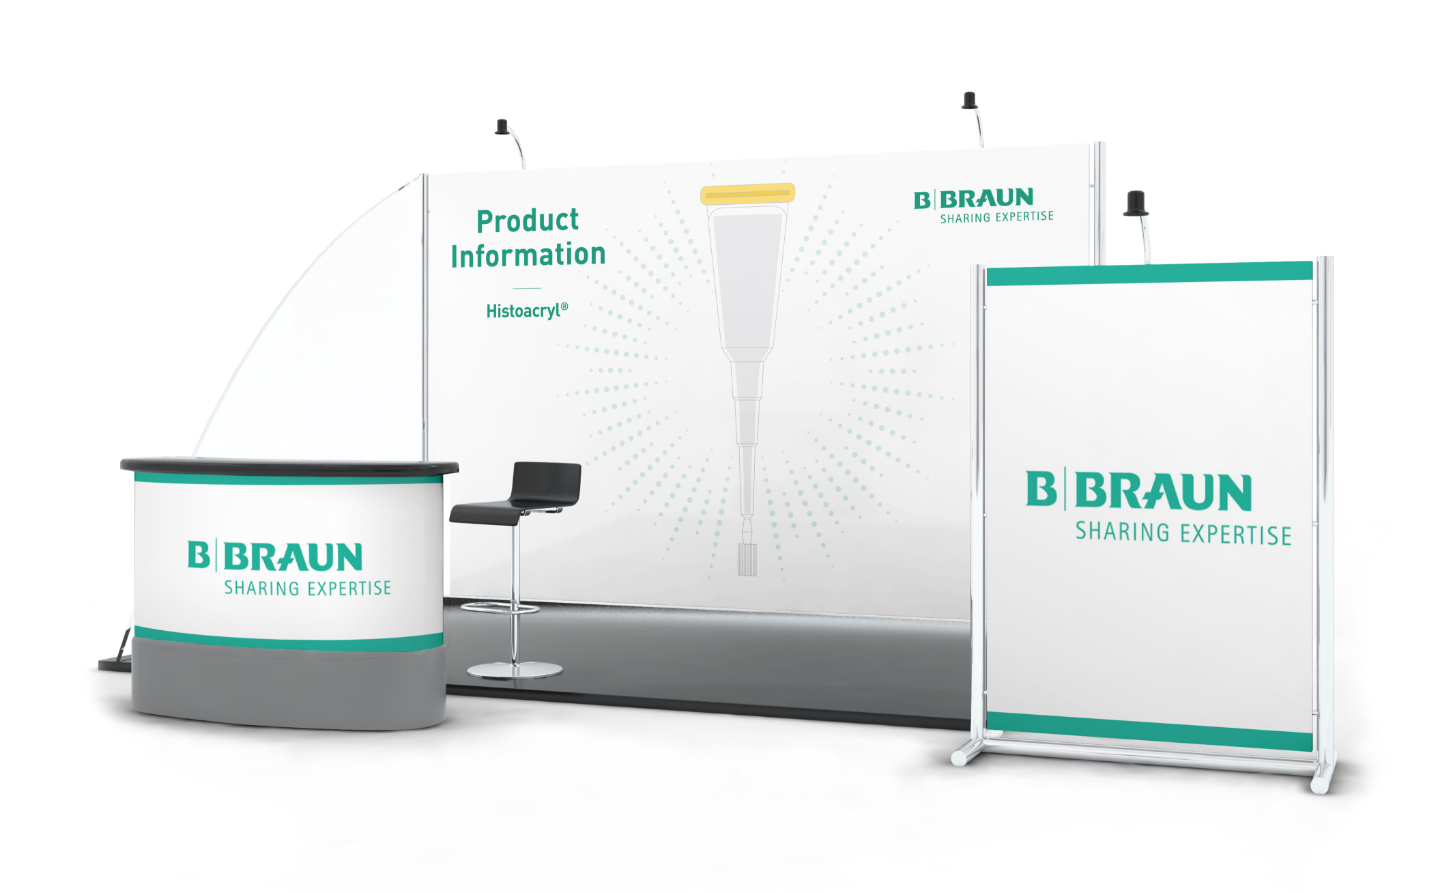 Product
Information
Histoacryl®
B|BRAUN
SHARING EXPERTISE
B|BRAUN
SHARING EXPERTISE
B|BRAUN
SHARING EXPERTISE